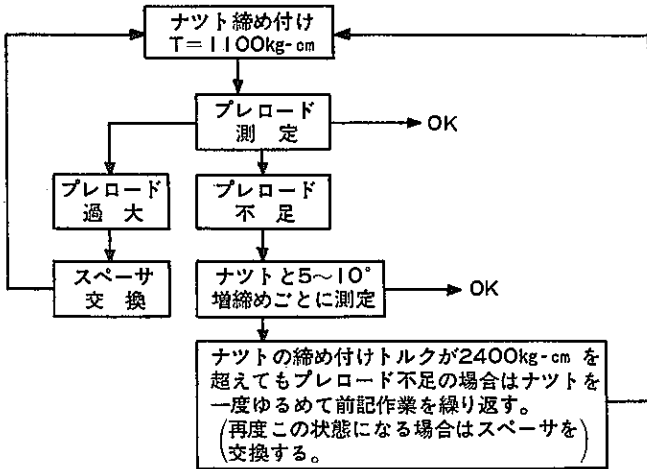 ナツト締め付け
T=1100kg-cm
プレロード
測 定
OK
プレロード
過 大
プレロード
不 足
スペーサ
交 換
ナツトと5〜10°
増締めごとに測定
OK
ナツトの締め付けトルクが2400kg-cm を
超えてもプレロード不足の場合はナツトを
一度ゆるめて前記作業を繰り返す。
(再度この状態になる場合はスペーサを
交換する。)